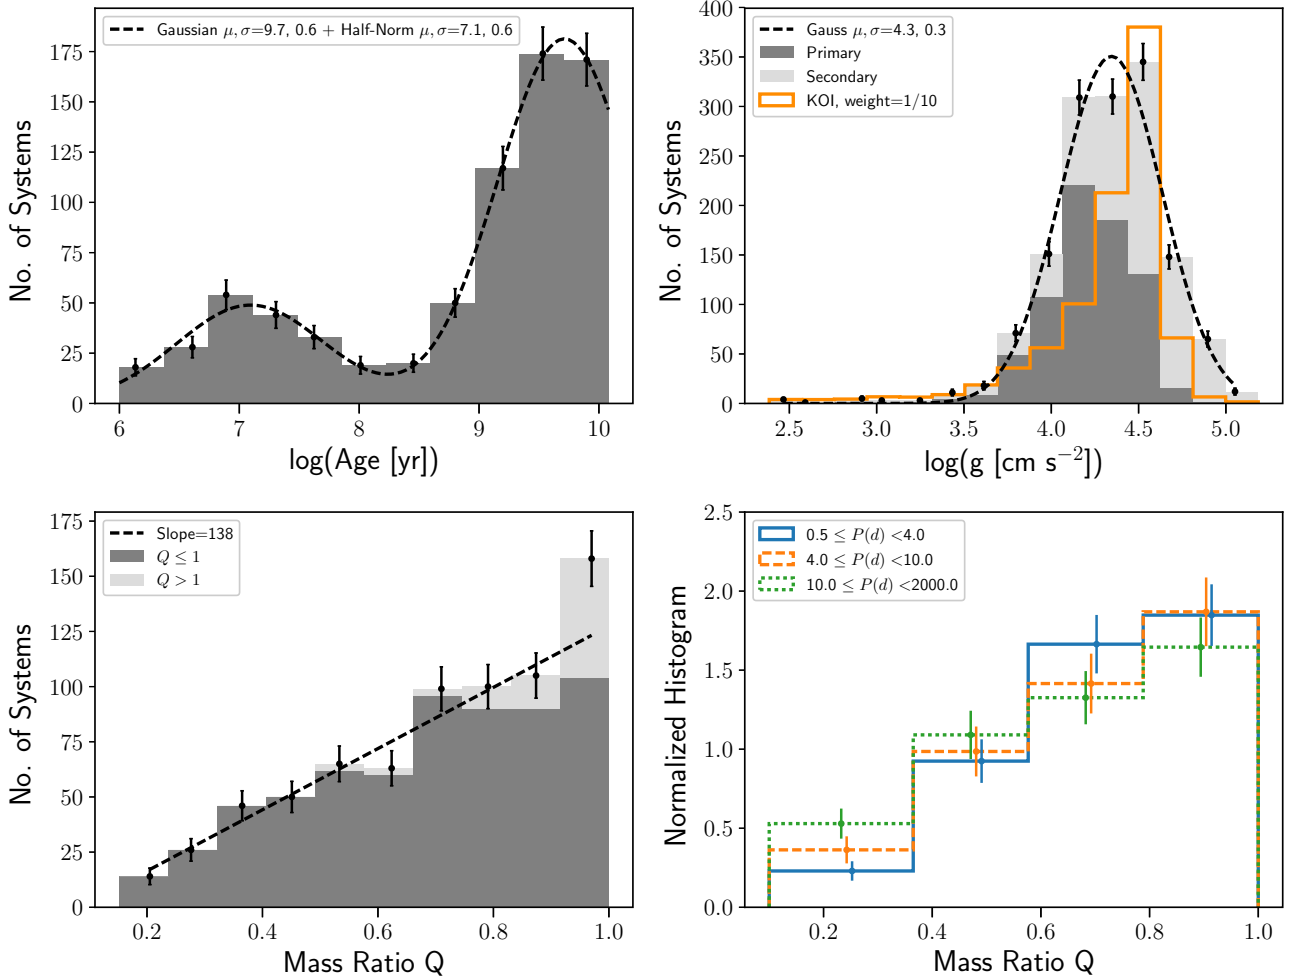 Gaussian μ, σ=9.7, 0.6 + Half-Norm μ, σ=7.1, 0.6
175
150
125
100
75
50
25
0
6 7 8 9 10
log(Age [yr])
No. of Systems
Gauss μ, σ=4.3, 0.3
Primary
Secondary
KOI, weight=1/10
400
350
300
250
200
150
100
50
0
2.5 3.0 3.5 4.0 4.5 5.0
log(g [cm s⁻²])
No. of Systems
Slope=138
Q ≤ 1
Q > 1
175
150
125
100
75
50
25
0
0.2 0.4 0.6 0.8 1.0
Mass Ratio Q
No. of Systems
0.5 ≤ P(d) <4.0
4.0 ≤ P(d) <10.0
10.0 ≤ P(d) <2000.0
2.5
2.0
1.5
1.0
0.5
0.0
0.2 0.4 0.6 0.8 1.0
Mass Ratio Q
Normalized Histogram